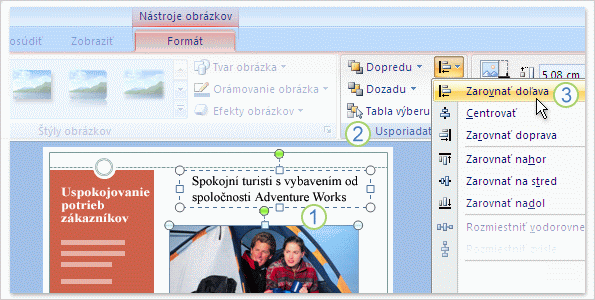 Nástroje obrázkov
osúdiť Zobraziť Formát
Tvar obrázka
Orámovanie obrázka
Efekty obrázka
Štýly obrázkov
Dopredu
Dozadu
Tabla výberu
2 Usporiadať
5,08 cm
Zarovnať doľava 3
Centrovať
Zarovnať doprava
Zarovnať nahor
Zarovnať na stred
Zarovnať nadol
Rozmiestniť vodorovne
Rozmiestniť zvisle
Uspokojovanie
potrieb
zákazníkov
Spokojní turisti s vybavením od
spoločnosti Adventure Works
1